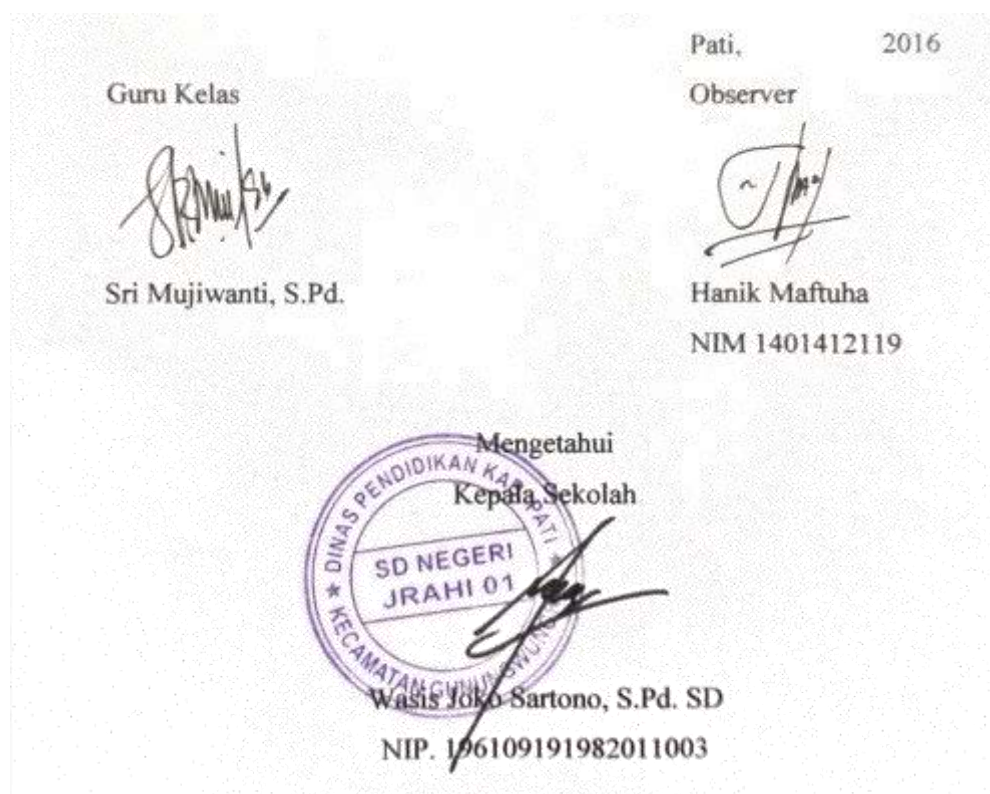 Pati, 2016
Guru Kelas
Observer
Sri Mujiwanti, S.Pd.
Hanik Maftuha
NIM 1401412119
Mengetahui
Kepala Sekolah
DINAS PENDIDIKAN KAB. PATI
SD NEGERI
JRAHI 01
KECAMATAN
Wasis Joko Sartono, S.Pd. SD
NIP. 196109191982011003